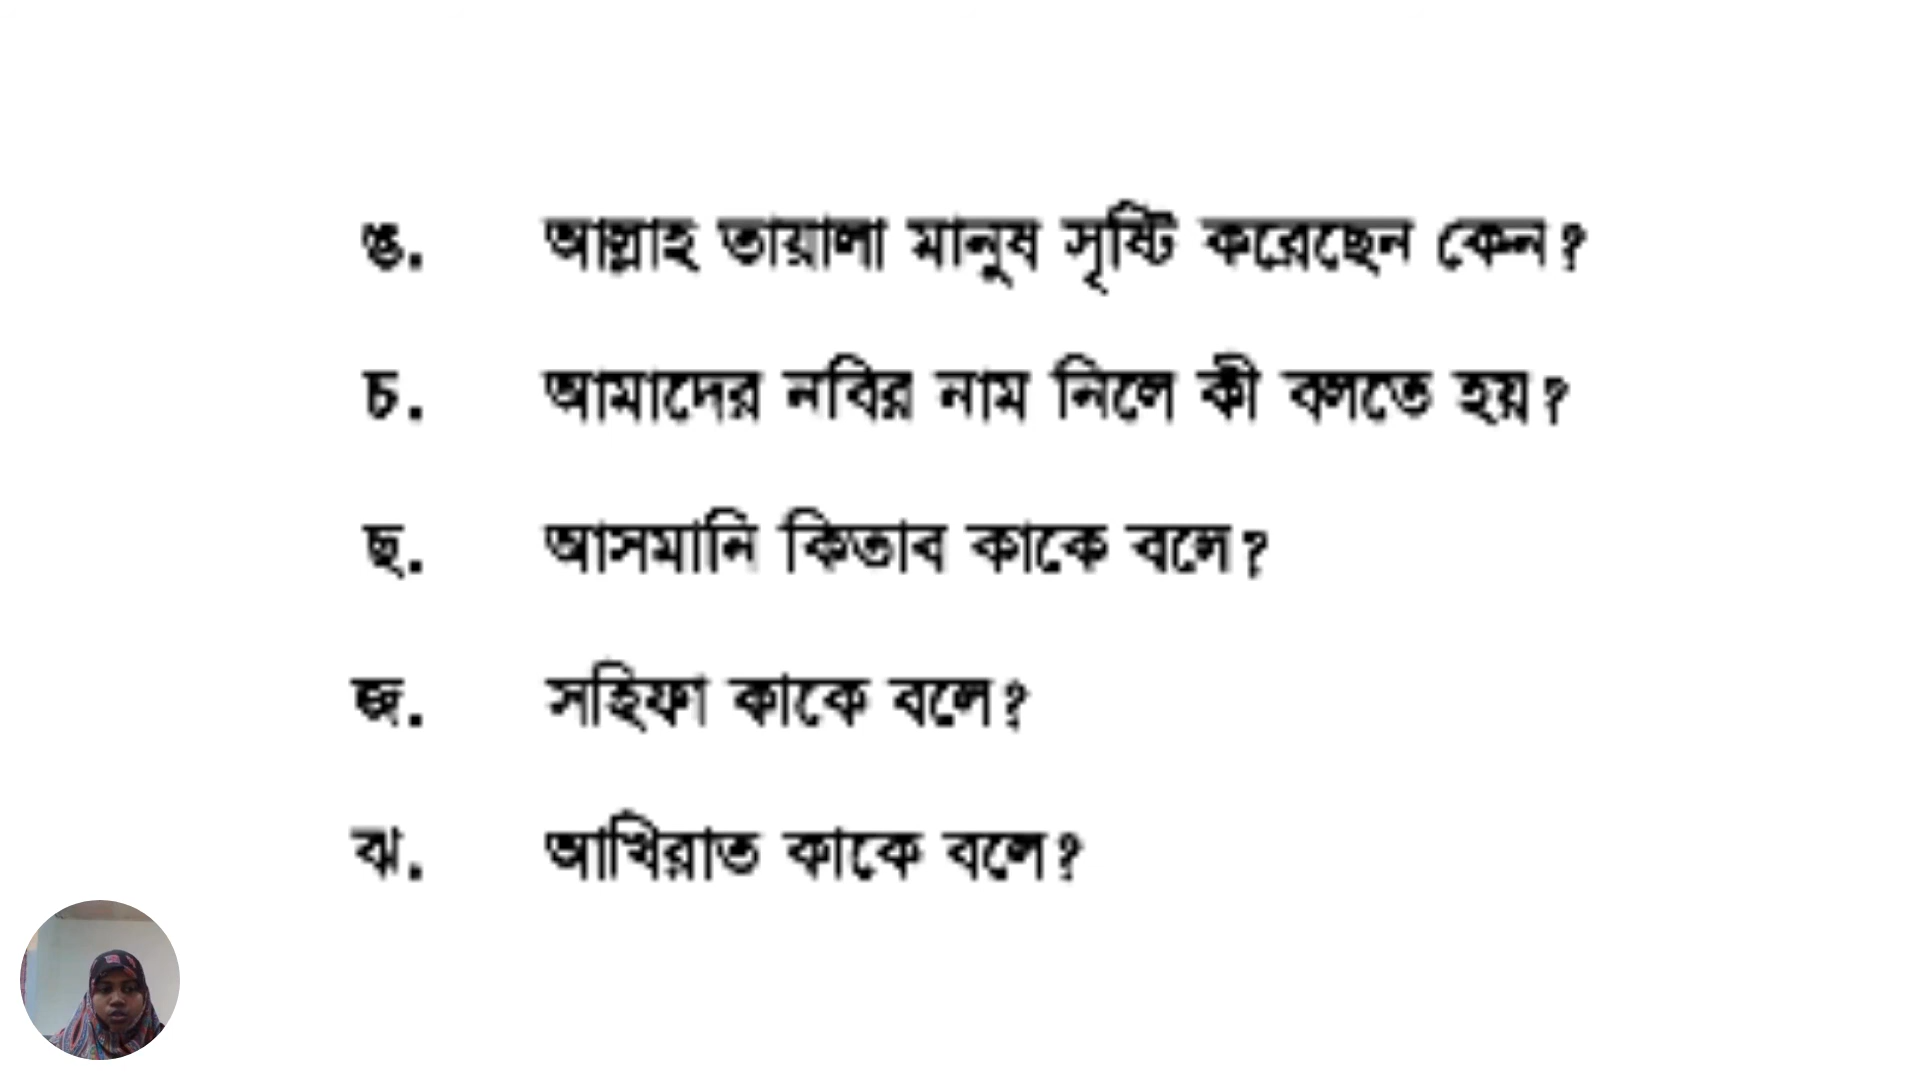 ঙ. আল্লাহ তায়ালা মানুষ সৃষ্টি করেছেন কেন?
চ. আমাদের নবির নাম নিলে কী বলতে হয়?
ছ. আসমানি কিতাব কাকে বলে?
জ. সহিফা কাকে বলে?
ঝ. আখিরাত কাকে বলে?